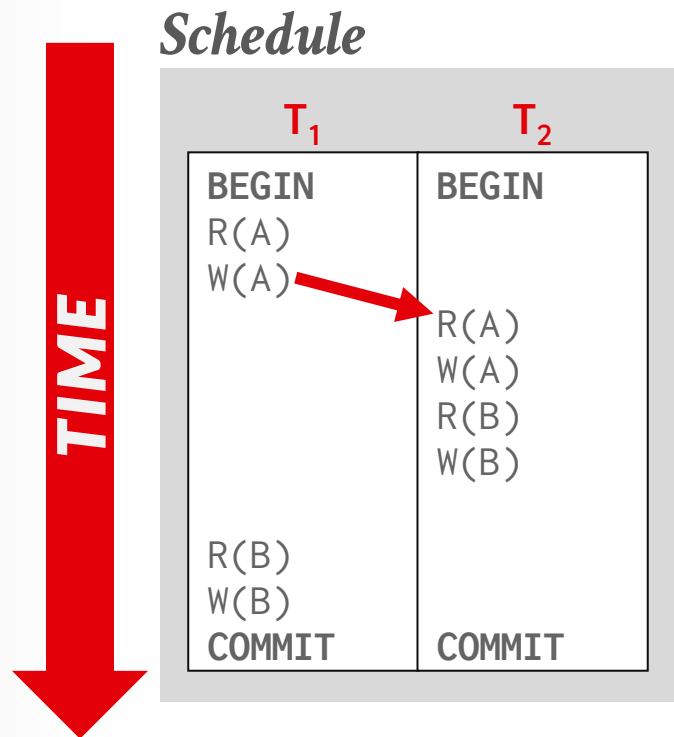 Schedule
TIME
T1 T2
BEGIN BEGIN
R(A)
W(A)
R(A)
W(A)
R(B)
W(B)
R(B)
W(B)
COMMIT COMMIT